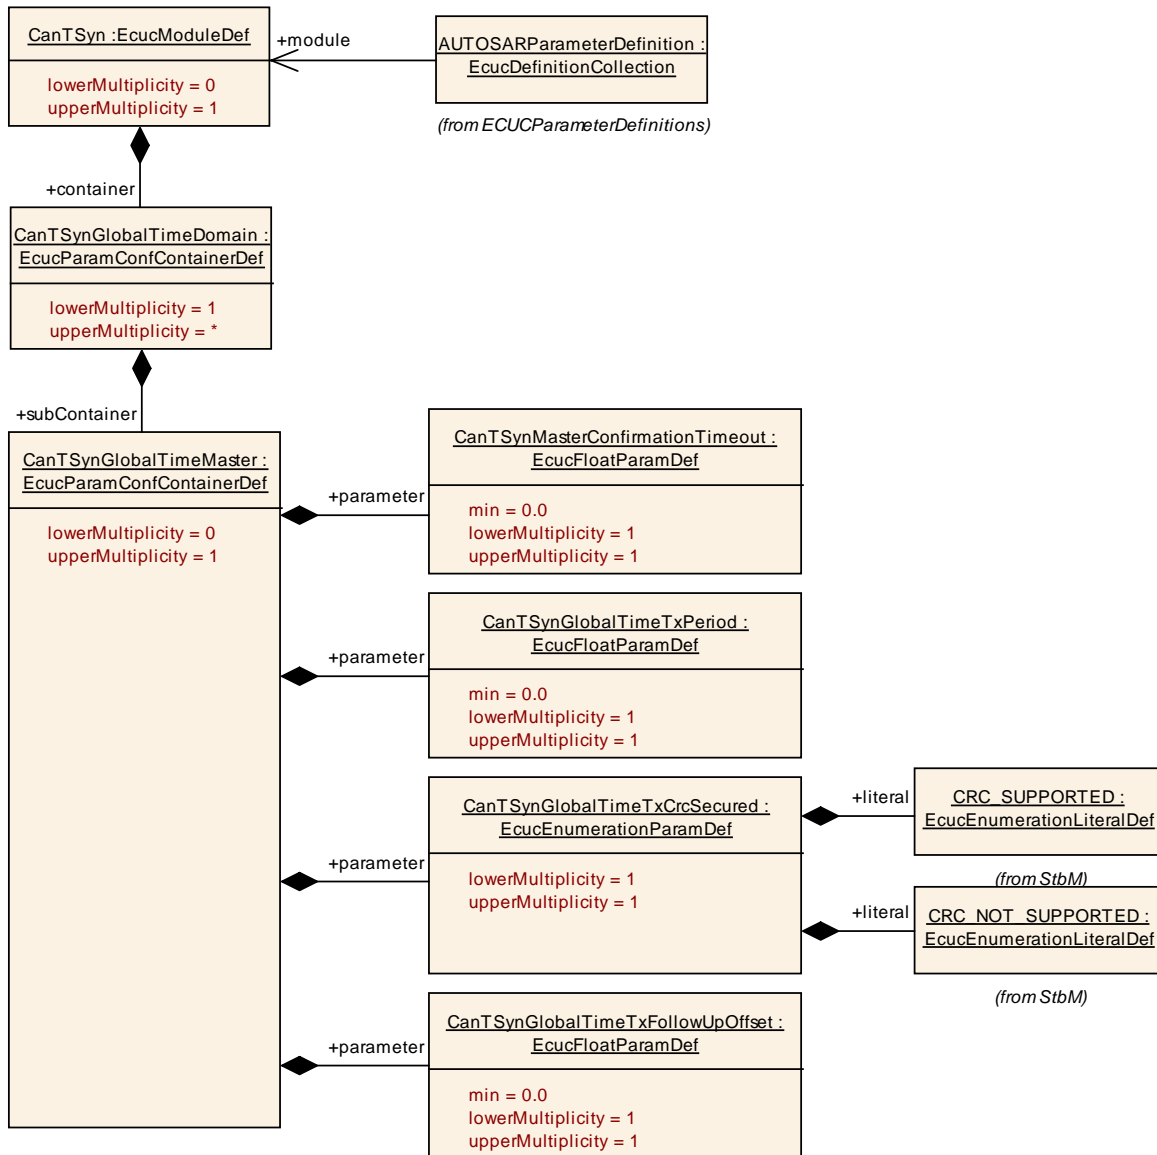 CanTSyn :EcucModuleDef
lowerMultiplicity = 0
upperMultiplicity = 1
+module
AUTOSARParameterDefinition :
EcucDefinitionCollection
(from ECUCParameterDefinitions)
+container
CanTSynGlobalTimeDomain :
EcucParamConfContainerDef
lowerMultiplicity = 1
upperMultiplicity = *
+subContainer
CanTSynGlobalTimeMaster :
EcucParamConfContainerDef
lowerMultiplicity = 0
upperMultiplicity = 1
+parameter
CanTSynMasterConfirmationTimeout :
EcucFloatParamDef
min = 0.0
lowerMultiplicity = 1
upperMultiplicity = 1
+parameter
CanTSynGlobalTimeTxPeriod :
EcucFloatParamDef
min = 0.0
lowerMultiplicity = 1
upperMultiplicity = 1
+parameter
CanTSynGlobalTimeTxCrcSecured :
EcucEnumerationParamDef
lowerMultiplicity = 1
upperMultiplicity = 1
+literal
CRC_SUPPORTED :
EcucEnumerationLiteralDef
(from StbM)
+literal
CRC_NOT_SUPPORTED :
EcucEnumerationLiteralDef
(from StbM)
+parameter
CanTSynGlobalTimeTxFollowUpOffset :
EcucFloatParamDef
min = 0.0
lowerMultiplicity = 1
upperMultiplicity = 1